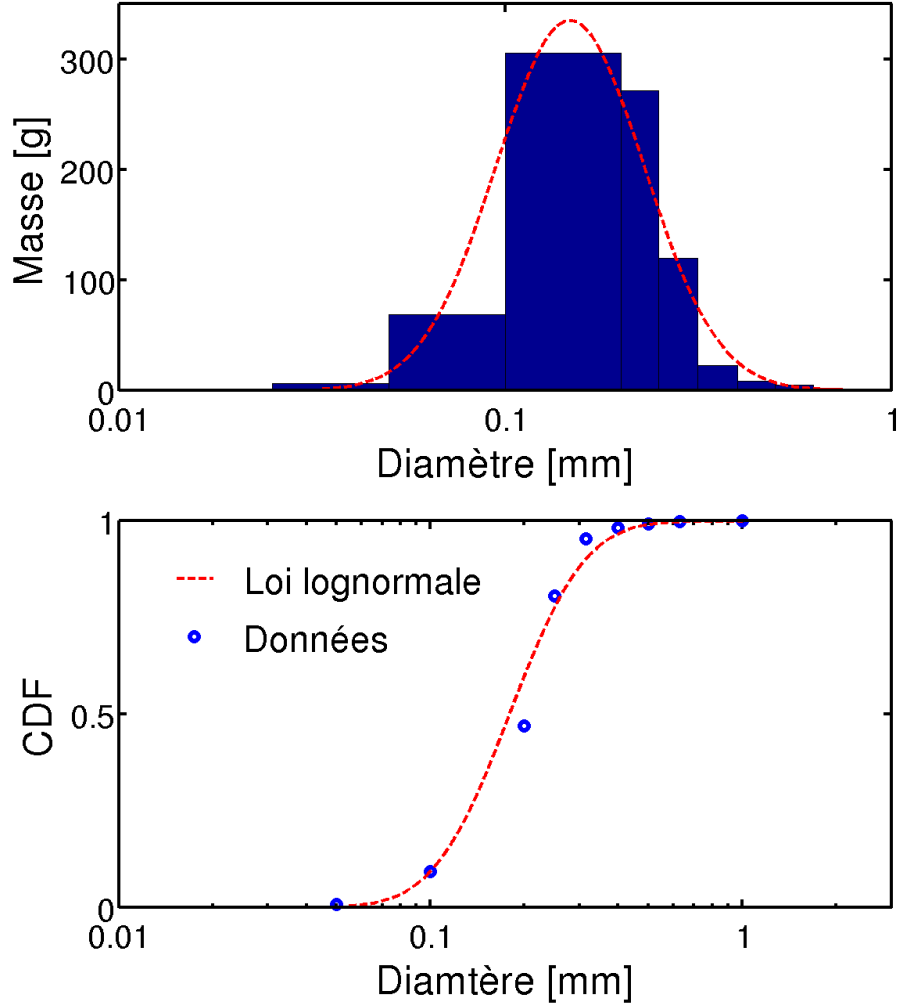 Masse [g]
300
200
100
0
0.01
0.1
1
Diamètre [mm]
CDF
1
0.5
0
Loi lognormale
Données
0.01
0.1
1
Diamtère [mm]